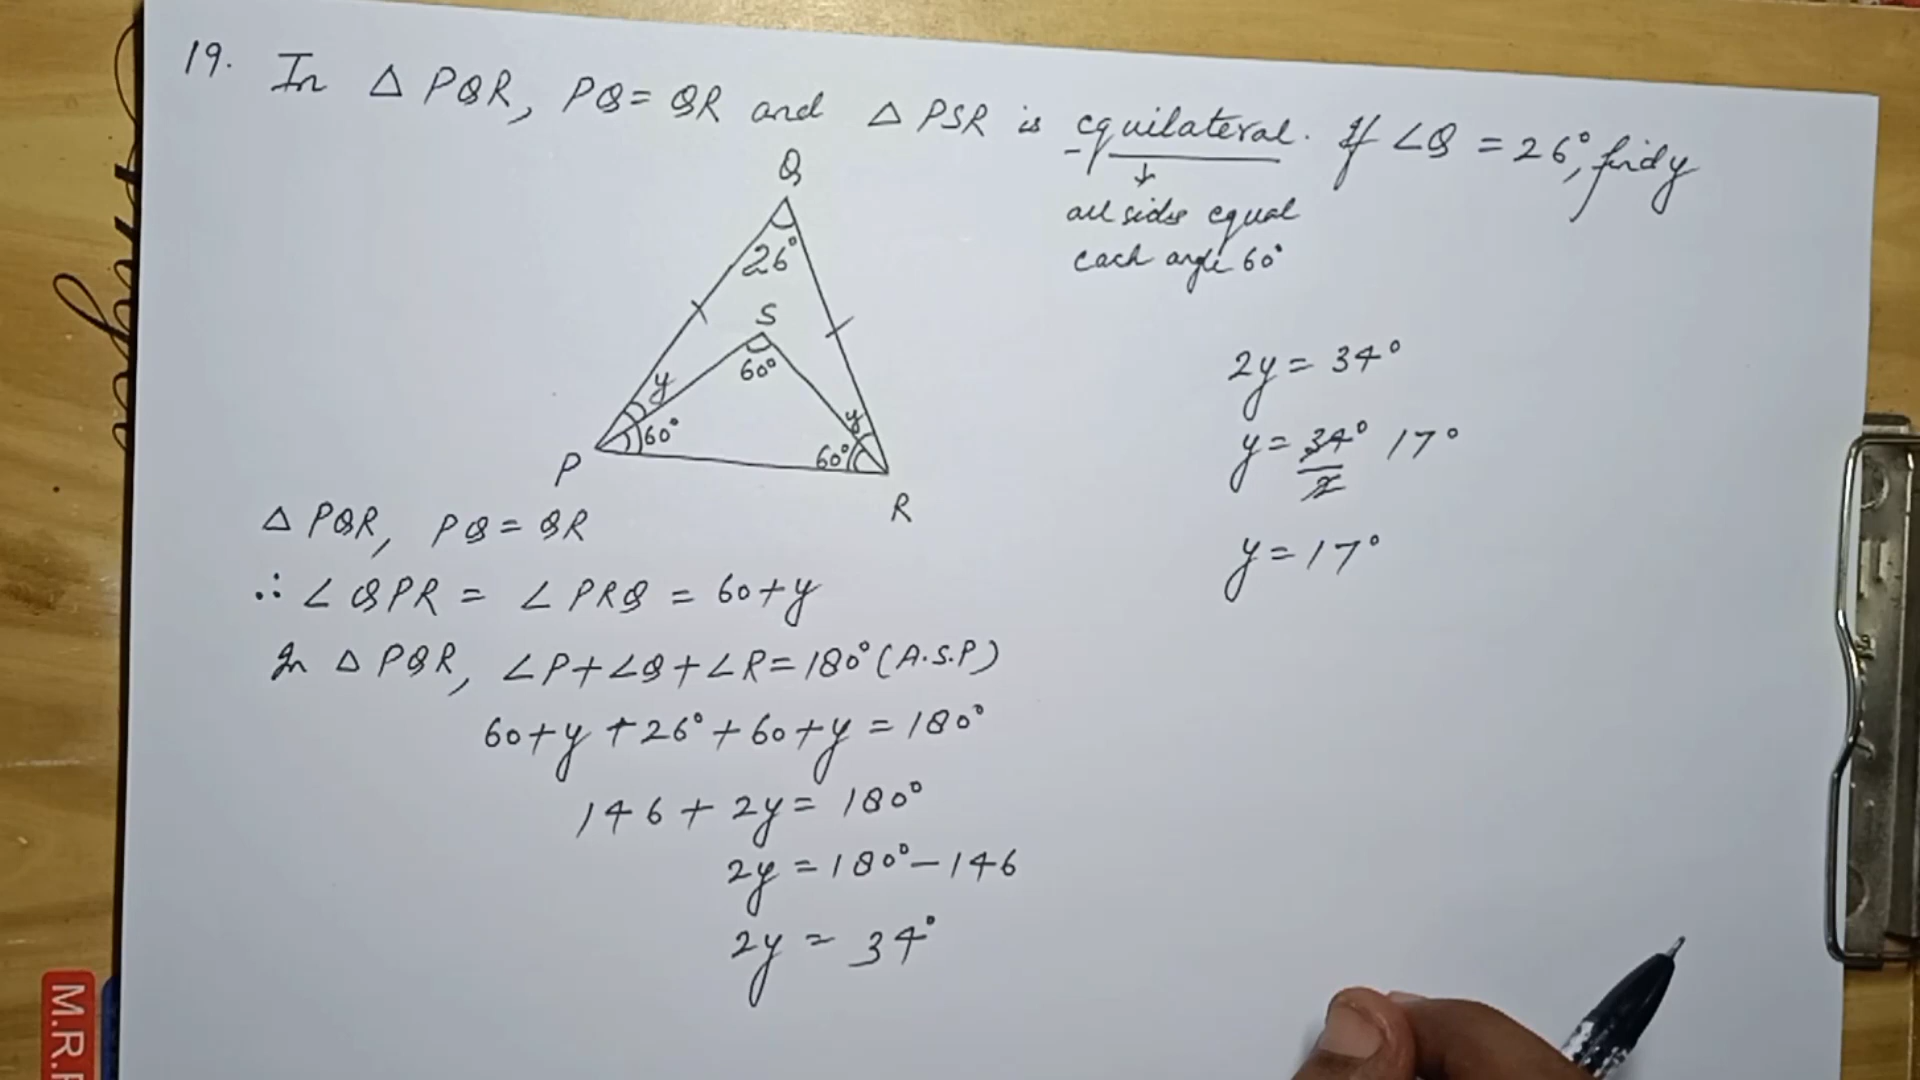 19. In △ PQR, PQ = QR and △ PSR is equilateral. If ∠Q = 26°, find y
↓
all sides equal
each angle 60°
Q
26°
S
60°
y
y
60°
60°
P
R
△ PQR, PQ = QR
∴ ∠QPR = ∠PRQ = 60+y
In △ PQR, ∠P+∠Q+∠R=180° (A.S.P)
60+y+26°+60+y = 180°
146 + 2y = 180°
2y = 180° – 146
2y = 34°
2y = 34°
y = 34°/2 17°
y = 17°